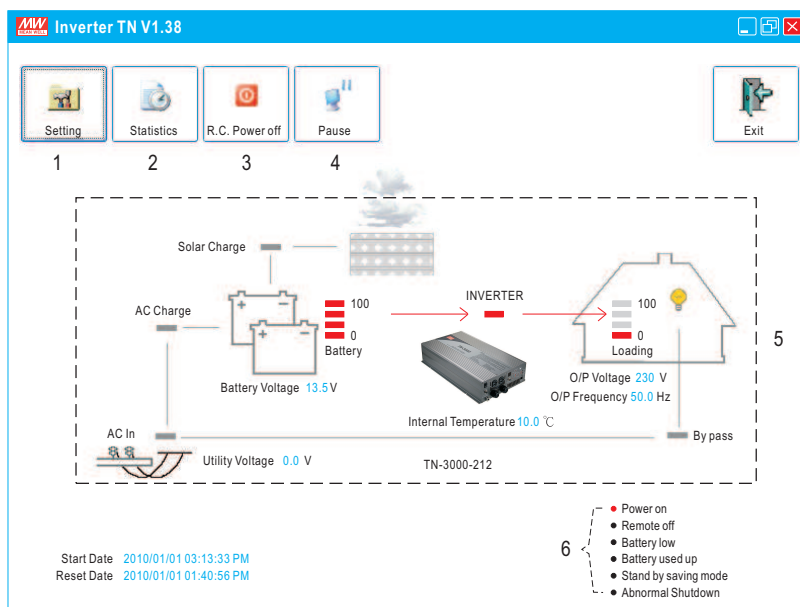 MW
MEAN WELL
Inverter TN V1.38
Setting
Statistics
R.C. Power off
Pause
Exit
1
2
3
4
Solar Charge
AC Charge
100
0
Battery
INVERTER
100
0
Loading
5
Battery Voltage 13.5 V
O/P Voltage 230 V
O/P Frequency 50.0 Hz
Internal Temperature 10.0 ℃
AC In
By pass
Utility Voltage 0.0 V
TN-3000-212
6
Power on
Remote off
Battery low
Battery used up
Stand by saving mode
Abnormal Shutdown
Start Date 2010/01/01 03:13:33 PM
Reset Date 2010/01/01 01:40:56 PM